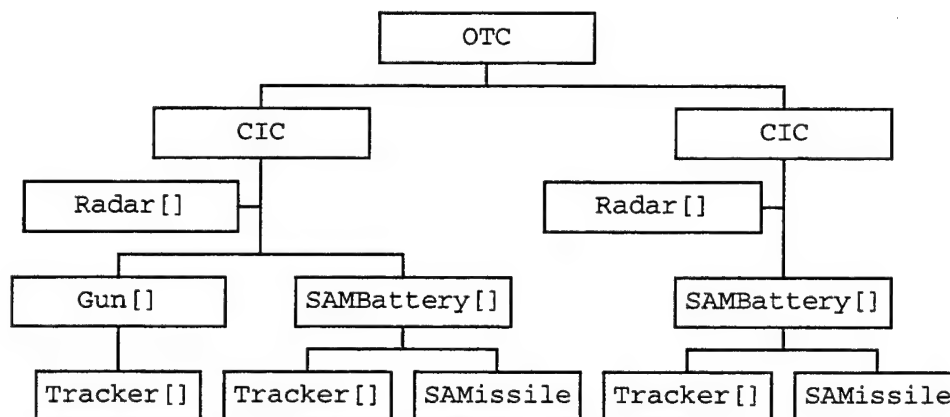 OTC
CIC CIC
Radar[] Radar[]
Gun[] SAMBattery[] SAMBattery[]
Tracker[] Tracker[] SAMissile Tracker[] SAMissile